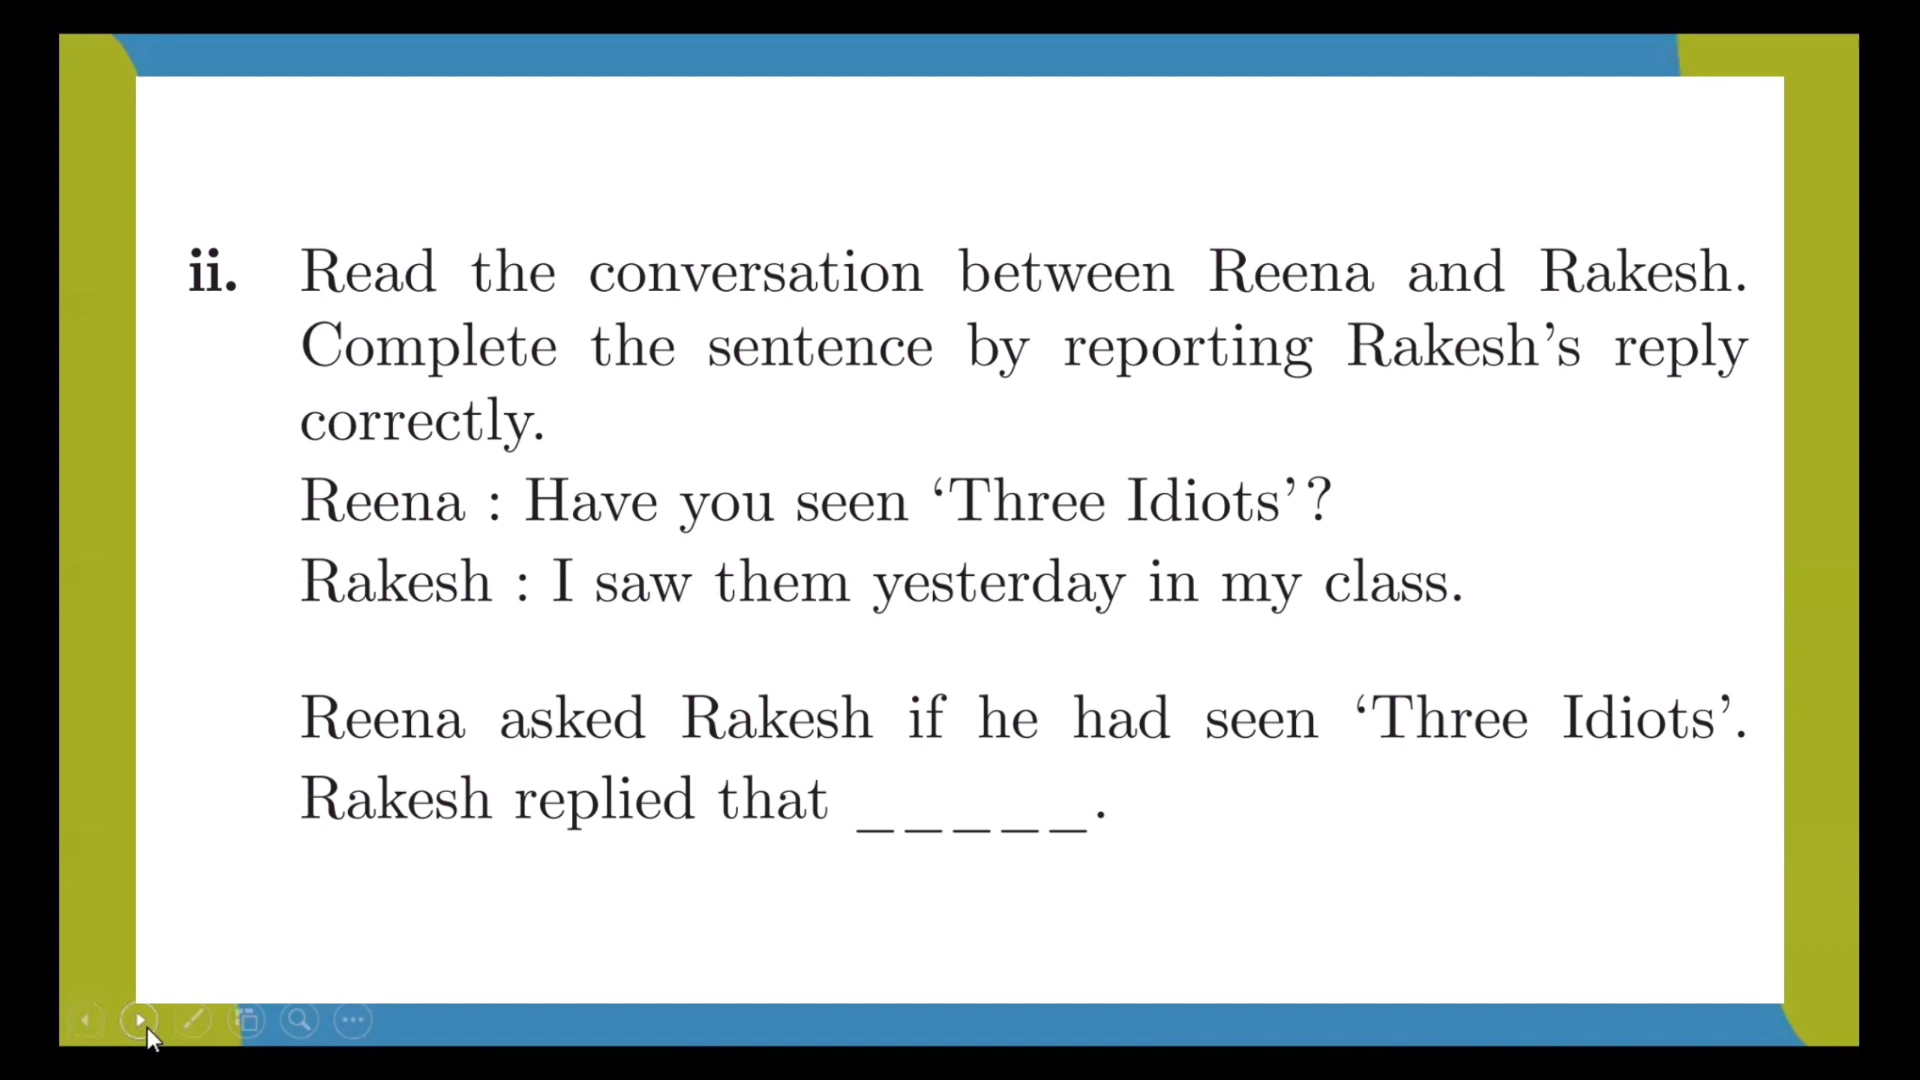 ii. Read the conversation between Reena and Rakesh.
Complete the sentence by reporting Rakesh’s reply
correctly.
Reena : Have you seen ‘Three Idiots’?
Rakesh : I saw them yesterday in my class.
Reena asked Rakesh if he had seen ‘Three Idiots’.
Rakesh replied that _ _ _ _ _.